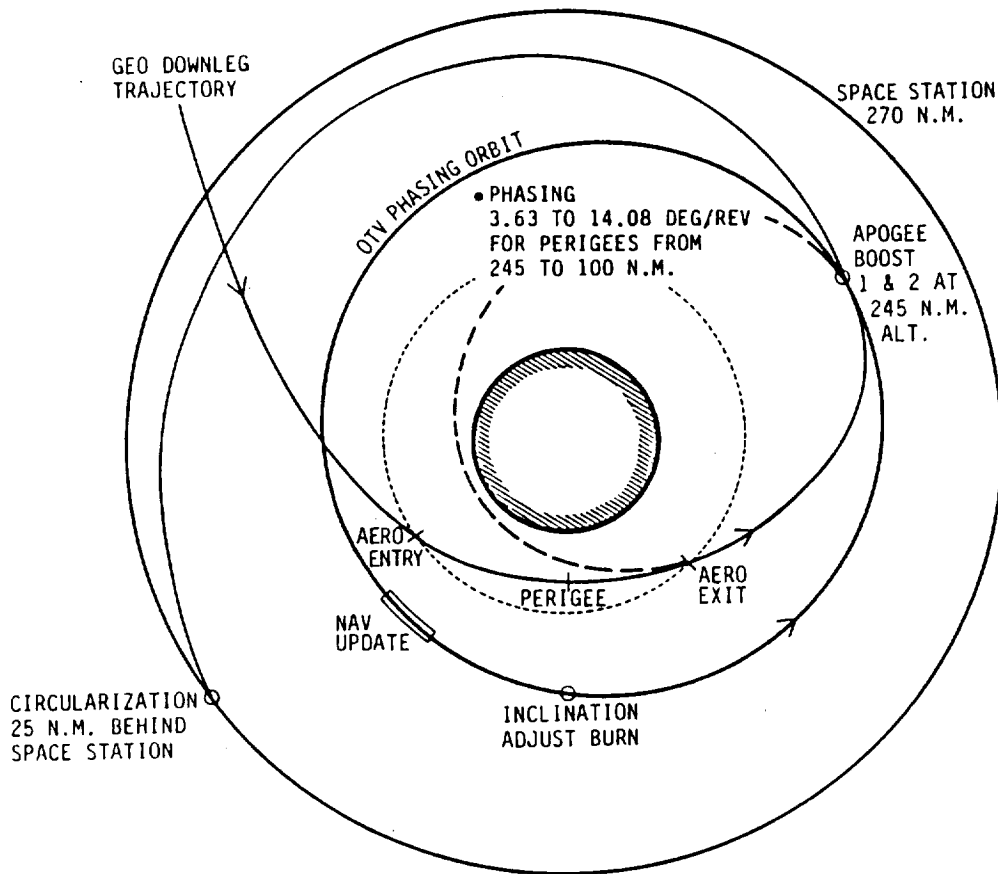 GEO DOWNLEG
TRAJECTORY
SPACE STATION
270 N.M.
OTV PHASING ORBIT
• PHASING
3.63 TO 14.08 DEG/REV
FOR PERIGEES FROM
245 TO 100 N.M.
APOGEE
BOOST
1 & 2 AT
245 N.M.
ALT.
AERO
ENTRY
PERIGEE
AERO
EXIT
NAV
UPDATE
CIRCULARIZATION
25 N.M. BEHIND
SPACE STATION
INCLINATION
ADJUST BURN